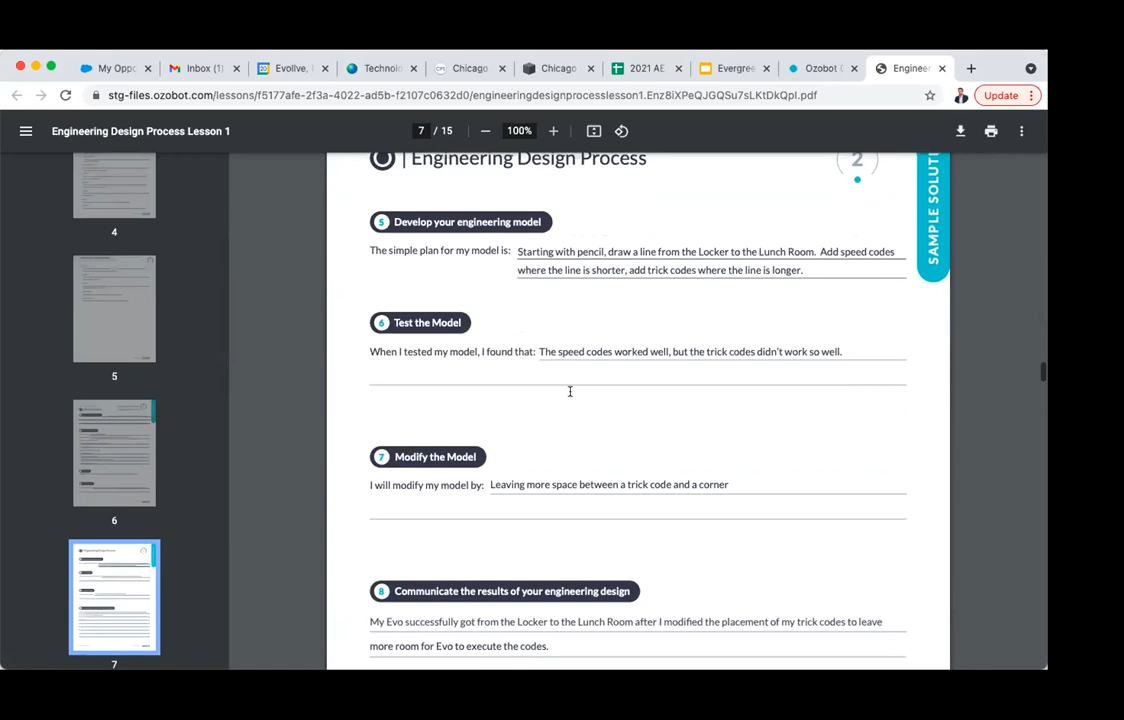 My Oppo
Inbox (1)
Evollve,
Technolo
Chicago
Chicago
2021 AE
Evergree
Ozobot C
Engineer
stg-files.ozobot.com/lessons/f5177afe-2f3a-4022-ad5b-f2107c0632d0/engineeringdesignprocesslesson1.Enz8iXPeQJGQSu7sLKtDkQpI.pdf
Update
Engineering Design Process Lesson 1
7 / 15
100%
| Engineering Design Process
2
SAMPLE SOLUTI
4
5
6
7
5 Develop your engineering model
The simple plan for my model is: Starting with pencil, draw a line from the Locker to the Lunch Room. Add speed codes
where the line is shorter, add trick codes where the line is longer.
6 Test the Model
When I tested my model, I found that: The speed codes worked well, but the trick codes didn't work so well.
7 Modify the Model
I will modify my model by: Leaving more space between a trick code and a corner
8 Communicate the results of your engineering design
My Evo successfully got from the Locker to the Lunch Room after I modified the placement of my trick codes to leave
more room for Evo to execute the codes.